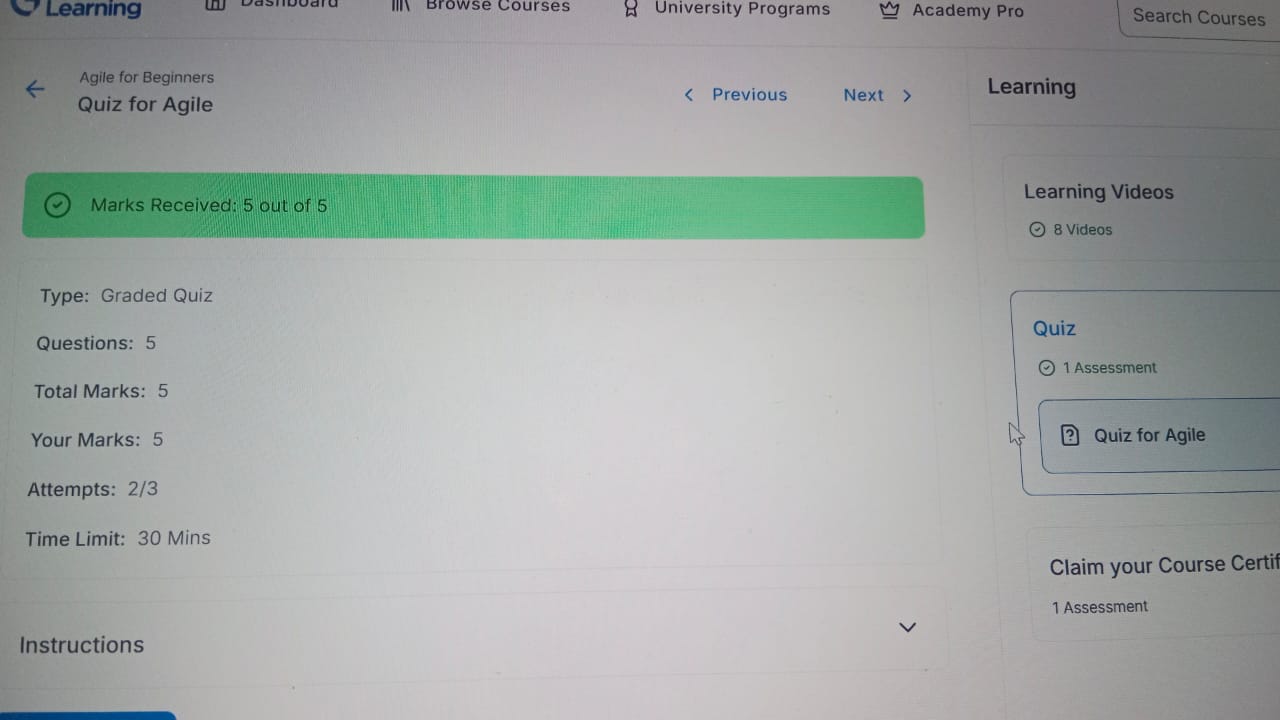 Learning
Dashboard
Browse Courses
University Programs
Academy Pro
Search Courses
Agile for Beginners
Quiz for Agile
Previous
Next
Marks Received: 5 out of 5
Type: Graded Quiz
Questions: 5
Total Marks: 5
Your Marks: 5
Attempts: 2/3
Time Limit: 30 Mins
Instructions
Learning
Learning Videos
8 Videos
Quiz
1 Assessment
Quiz for Agile
Claim your Course Certif
1 Assessment